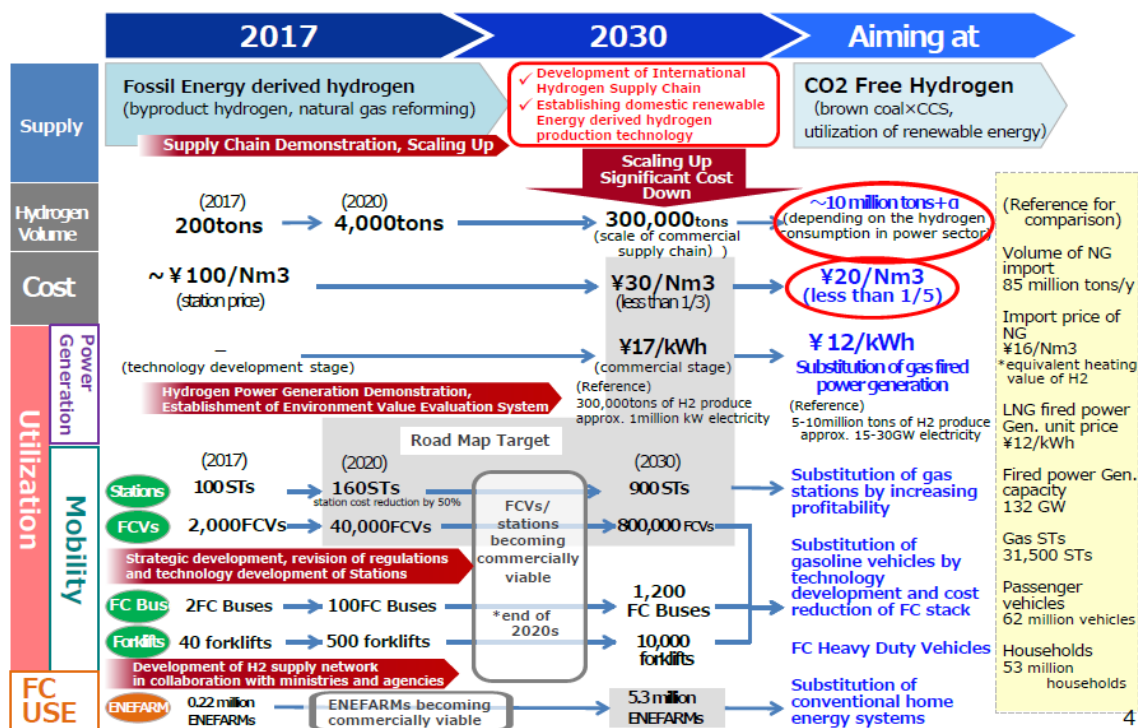 2017
2030
Aiming at
Supply
Fossil Energy derived hydrogen
(byproduct hydrogen, natural gas reforming)
✓ Development of International
Hydrogen Supply Chain
✓ Establishing domestic renewable
Energy derived hydrogen
production technology
CO2 Free Hydrogen
(brown coal×CCS,
utilization of renewable energy)
Supply Chain Demonstration, Scaling Up
Scaling Up
Significant Cost
Down
Hydrogen
Volume
(2017)
200tons
(2020)
4,000tons
300,000tons
(scale of commercial
supply chain) )
~10 million tons+α
(depending on the hydrogen
consumption in power sector)
Cost
~ ¥100/Nm3
(station price)
¥30/Nm3
(less than 1/3)
¥20/Nm3
(less than 1/5)
Utilization
Power
Generation
–
(technology development stage)
¥17/kWh
(commercial stage)
¥12/kWh
Substitution of gas fired
power generation
Hydrogen Power Generation Demonstration,
Establishment of Environment Value Evaluation System
(Reference)
300,000tons of H2 produce
approx. 1million kW electricity
(Reference)
5-10million tons of H2 produce
approx. 15-30GW electricity
Road Map Target
Mobility
(2017)
(2020)
(2030)
Stations
100STs
160STs
station cost reduction by 50%
900 STs
Substitution of gas
stations by increasing
profitability
FCVs
2,000FCVs
40,000FCVs
FCVs/
stations
becoming
commercially
viable
*end of
2020s
800,000 FCVs
Strategic development, revision of regulations
and technology development of Stations
Substitution of
gasoline vehicles by
technology
development and cost
reduction of FC stack
FC Bus
2FC Buses
100FC Buses
1,200
FC Buses
Forklifts
40 forklifts
500 forklifts
10,000
forklifts
FC Heavy Duty Vehicles
Development of H2 supply network
in collaboration with ministries and agencies
FC
USE
ENEFARM
0.22 million
ENEFARMs
ENEFARMs becoming
commercially viable
5.3 million
ENEFARMs
Substitution of
conventional home
energy systems
(Reference for
comparison)
Volume of NG
import
85 million tons/y
Import price of
NG
¥16/Nm3
*equivalent heating
value of H2
LNG fired power
Gen. unit price
¥12/kWh
Fired power Gen.
capacity
132 GW
Gas STs
31,500 STs
Passenger
vehicles
62 million vehicles
Households
53 million
households
4